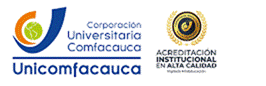 Corporación
Universitaria
Comfacauca
Unicomfacauca
ACREDITACIÓN
INSTITUCIONAL
EN ALTA CALIDAD